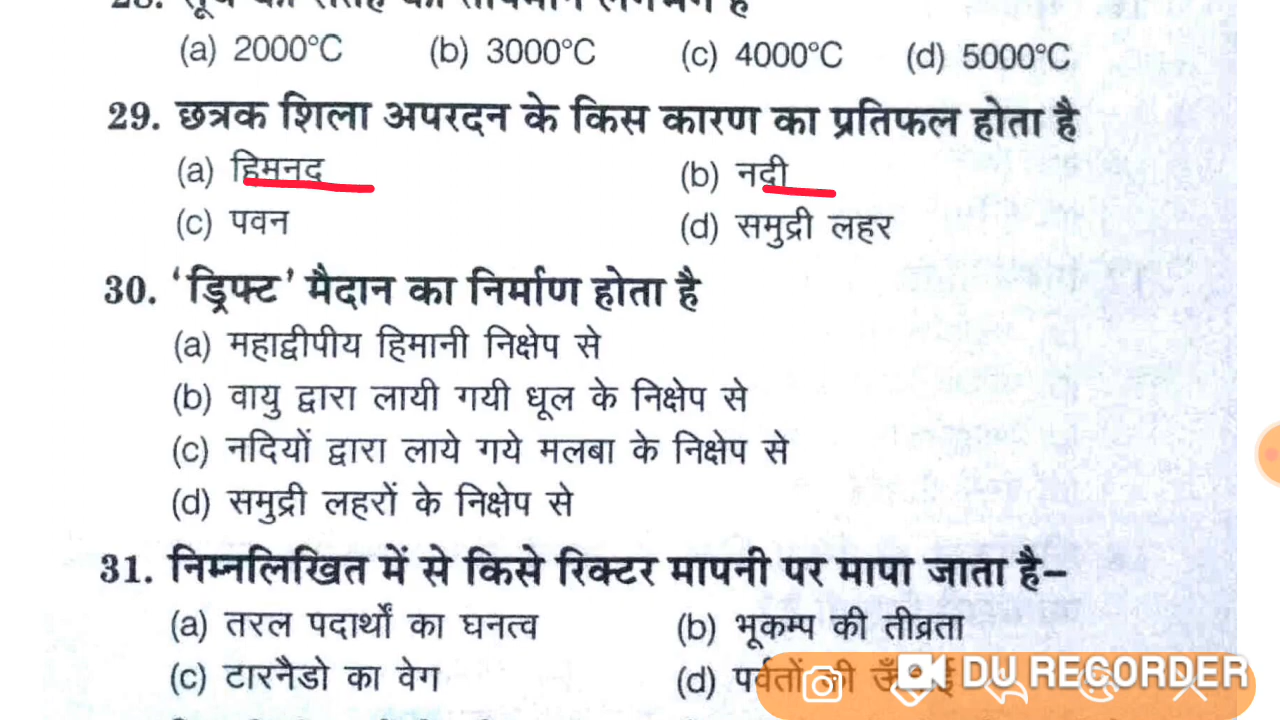 (a) 2000°C (b) 3000°C (c) 4000°C (d) 5000°C
29. छत्रक शिला अपरदन के किस कारण का प्रतिफल होता है
(a) हिमनद (b) नदी
(c) पवन (d) समुद्री लहर
30. 'ड्रिफ्ट' मैदान का निर्माण होता है
(a) महाद्वीपीय हिमानी निक्षेप से
(b) वायु द्वारा लायी गयी धूल के निक्षेप से
(c) नदियों द्वारा लाये गये मलबा के निक्षेप से
(d) समुद्री लहरों के निक्षेप से
31. निम्नलिखित में से किसे रिक्टर मापनी पर मापा जाता है–
(a) तरल पदार्थों का घनत्व (b) भूकम्प की तीव्रता
(c) टारनैडो का वेग (d) पर्वतों की
DU RECORDER